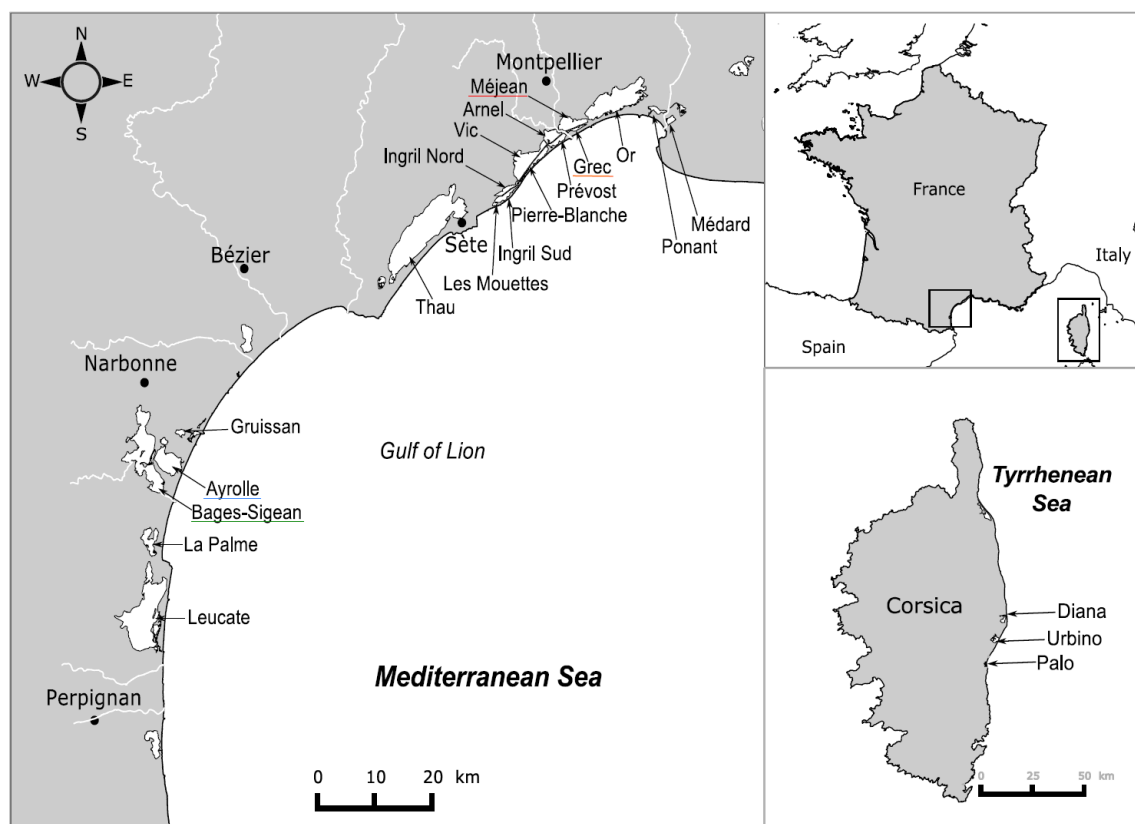 N
W
E
S
Montpellier
Méjean
Arnel
Vic
Ingril Nord
Or
Grec
Prévost
Pierre-Blanche
Médard
Ponant
Sète
Ingril Sud
Les Mouettes
Thau
Bézier
Narbonne
Gruissan
Gulf of Lion
Ayrolle
Bages-Sigean
La Palme
Leucate
Mediterranean Sea
Perpignan
0 10 20 km
France
Italy
Spain
Tyrrhenean
Sea
Corsica
Diana
Urbino
Palo
0 25 50 km